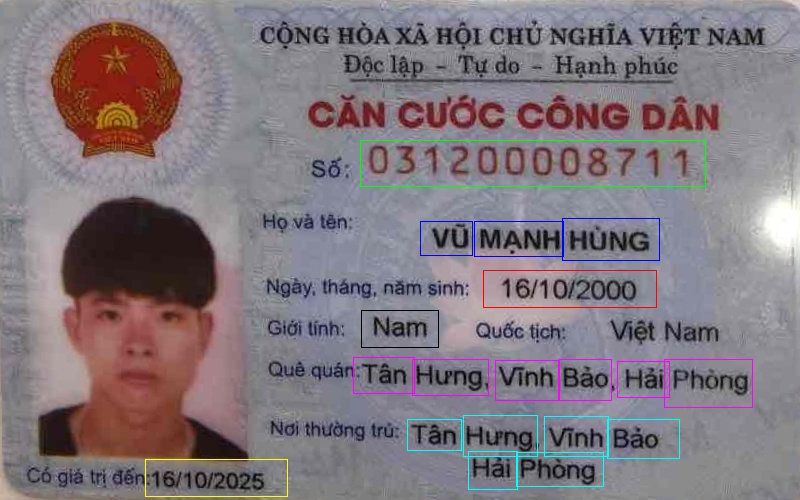 CỘNG HÒA XÃ HỘI CHỦ NGHĨA VIỆT NAM
Độc lập - Tự do - Hạnh phúc
CĂN CƯỚC CÔNG DÂN
Số: 031200008711
Họ và tên:
VŨ MẠNH HÙNG
Ngày, tháng, năm sinh: 16/10/2000
Giới tính: Nam Quốc tịch: Việt Nam
Quê quán: Tân Hưng, Vĩnh Bảo, Hải Phòng
Nơi thường trú: Tân Hưng, Vĩnh Bảo
Hải Phòng
Có giá trị đến: 16/10/2025